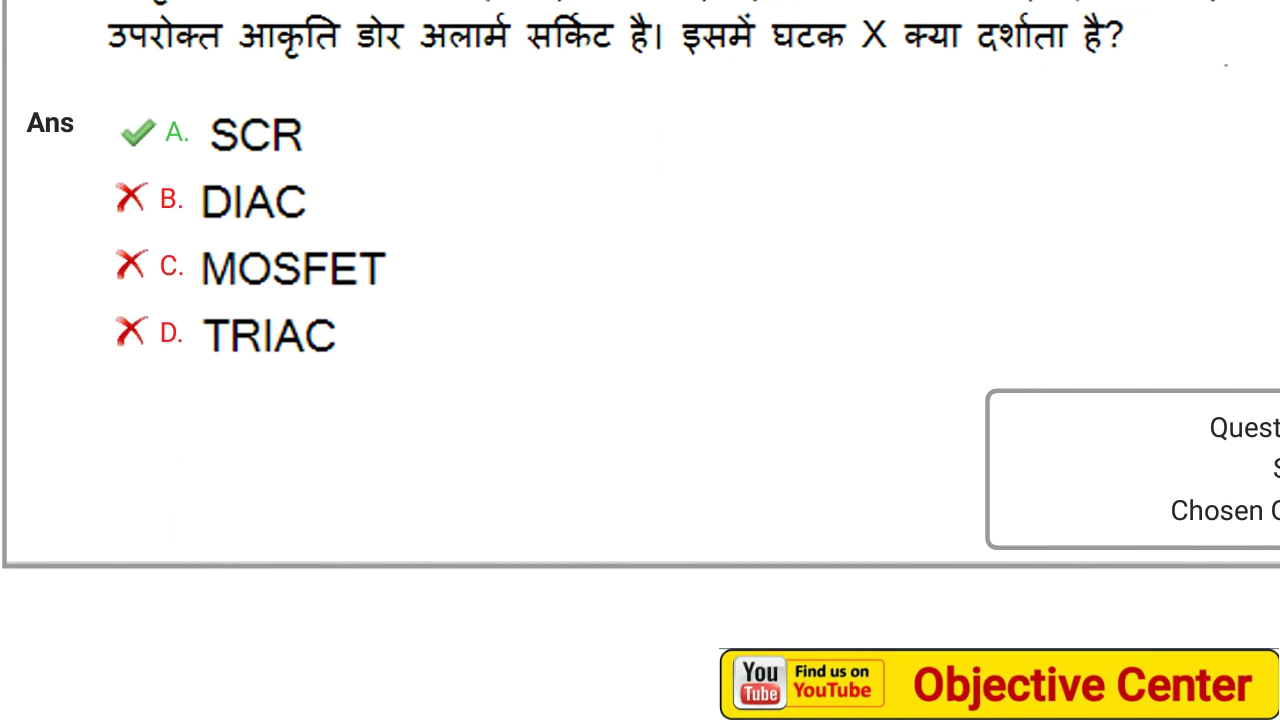 उपरोक्त आकृति डोर अलार्म सर्किट है। इसमें घटक X क्या दर्शाता है?
Ans
A. SCR
B. DIAC
C. MOSFET
D. TRIAC
Quest
Chosen
You Tube Find us on YouTube Objective Center